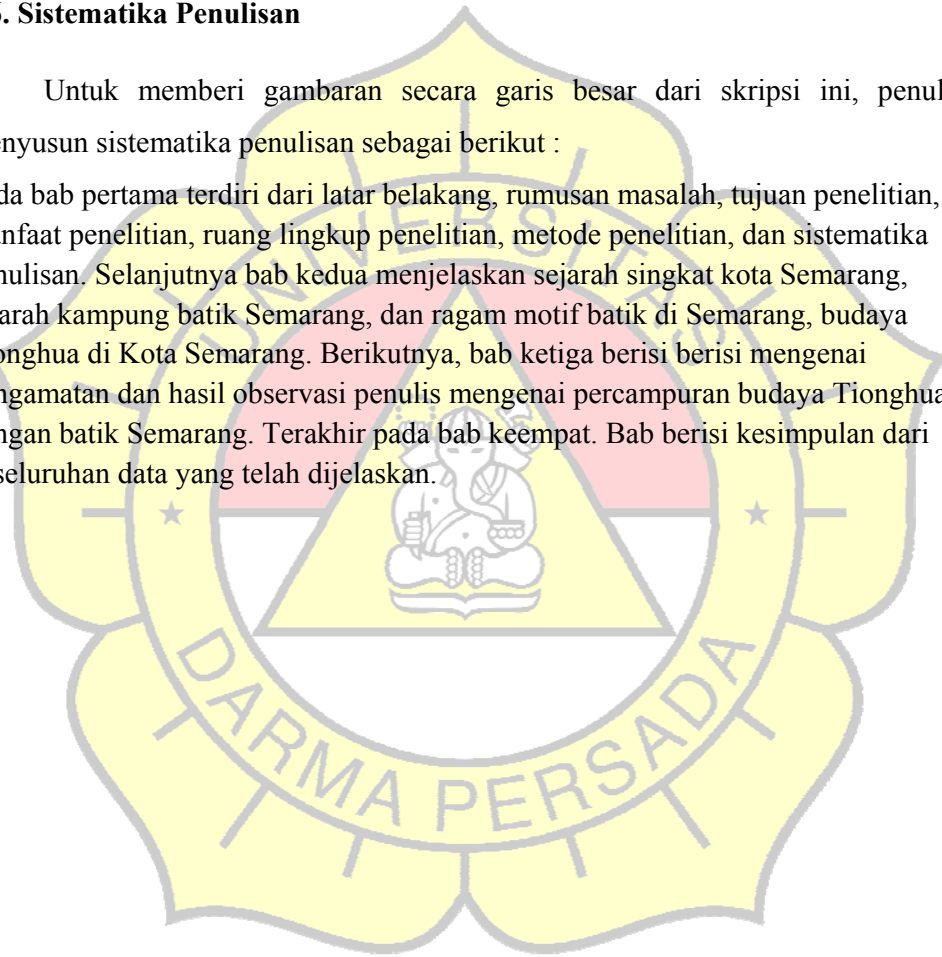 . Sistematika Penulisan
Untuk memberi gambaran secara garis besar dari skripsi ini, penul
enyusun sistematika penulisan sebagai berikut :
da bab pertama terdiri dari latar belakang, rumusan masalah, tujuan penelitian,
anfaat penelitian, ruang lingkup penelitian, metode penelitian, dan sistematika
nulisan. Selanjutnya bab kedua menjelaskan sejarah singkat kota Semarang,
arah kampung batik Semarang, dan ragam motif batik di Semarang, budaya
onghua di Kota Semarang. Berikutnya, bab ketiga berisi berisi mengenai
ngamatan dan hasil observasi penulis mengenai percampuran budaya Tionghua
ngan batik Semarang. Terakhir pada bab keempat. Bab berisi kesimpulan dari
seluruhan data yang telah dijelaskan.
UNIVERSITAS
DARMA PERSADA